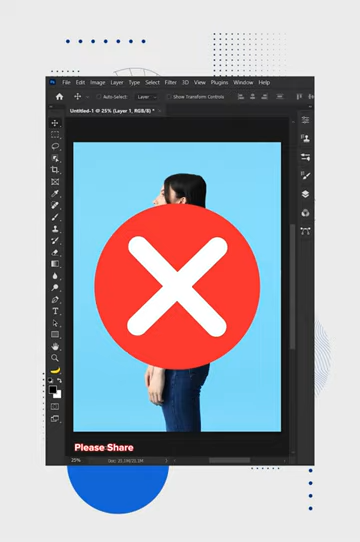 Ps File Edit Image Layer Type Select Filter 3D View Plugins Window Help
Auto-Select: Layer Show Transform Controls
Untitled-1 @ 25% (Layer 1, RGB/8) *
Please Share
25%